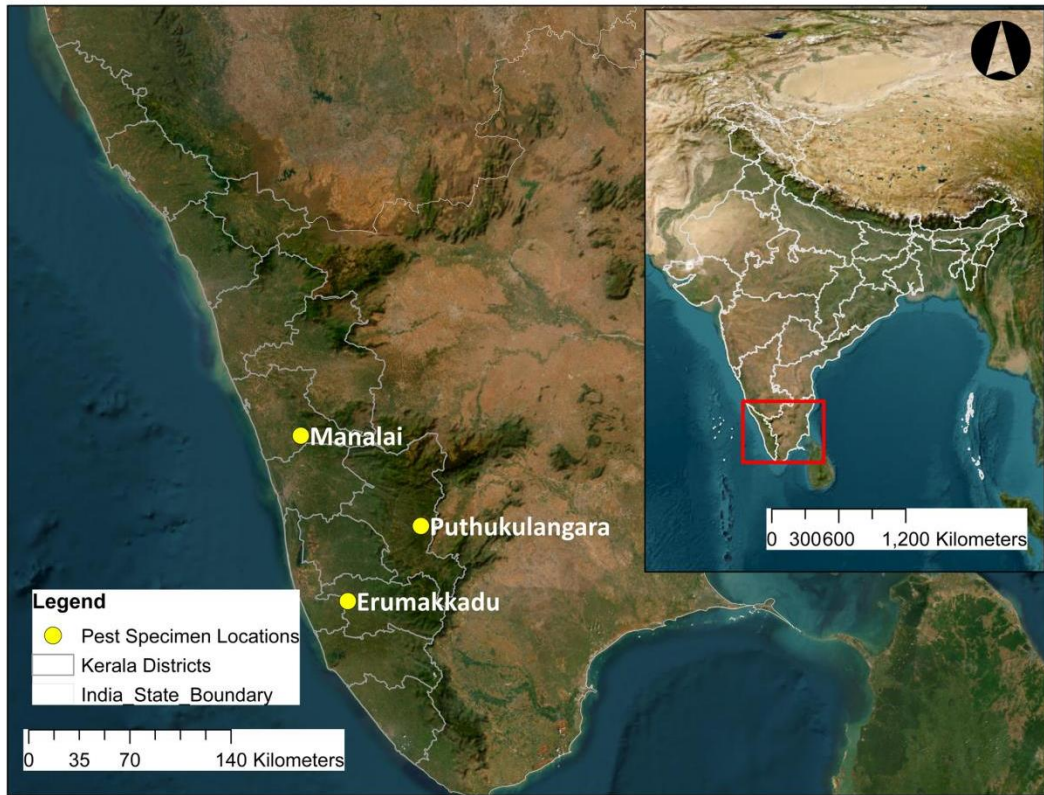 Manalai
Puthukulangara
Erumakkadu
Legend
Pest Specimen Locations
Kerala Districts
India_State_Boundary
0 35 70 140 Kilometers
0 300600 1,200 Kilometers